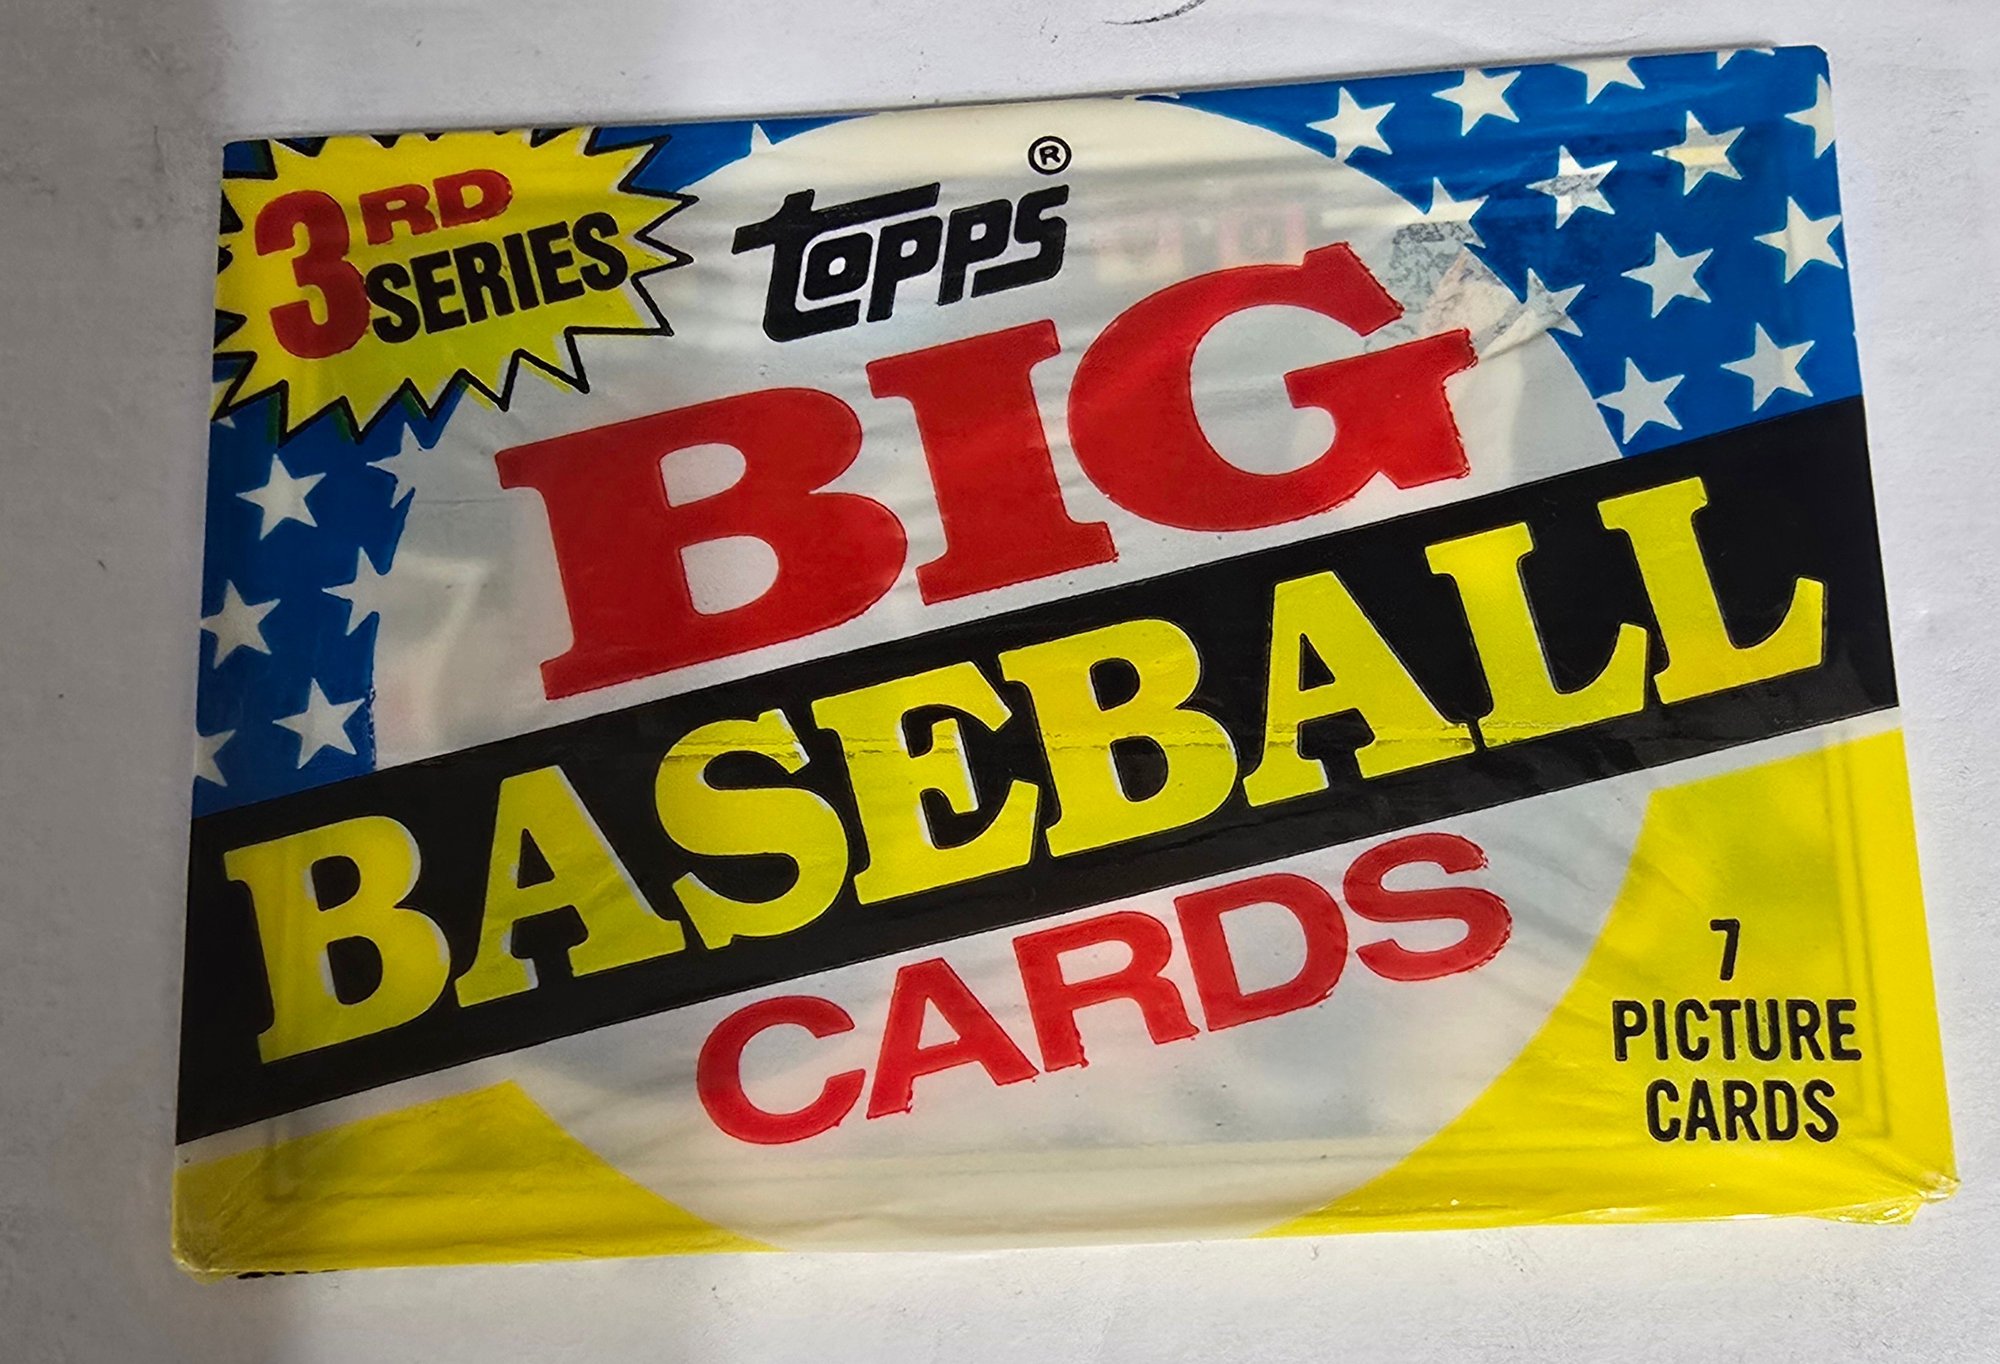 3RD
SERIES
topps®
BIG
BASEBALL
CARDS
7
PICTURE
CARDS